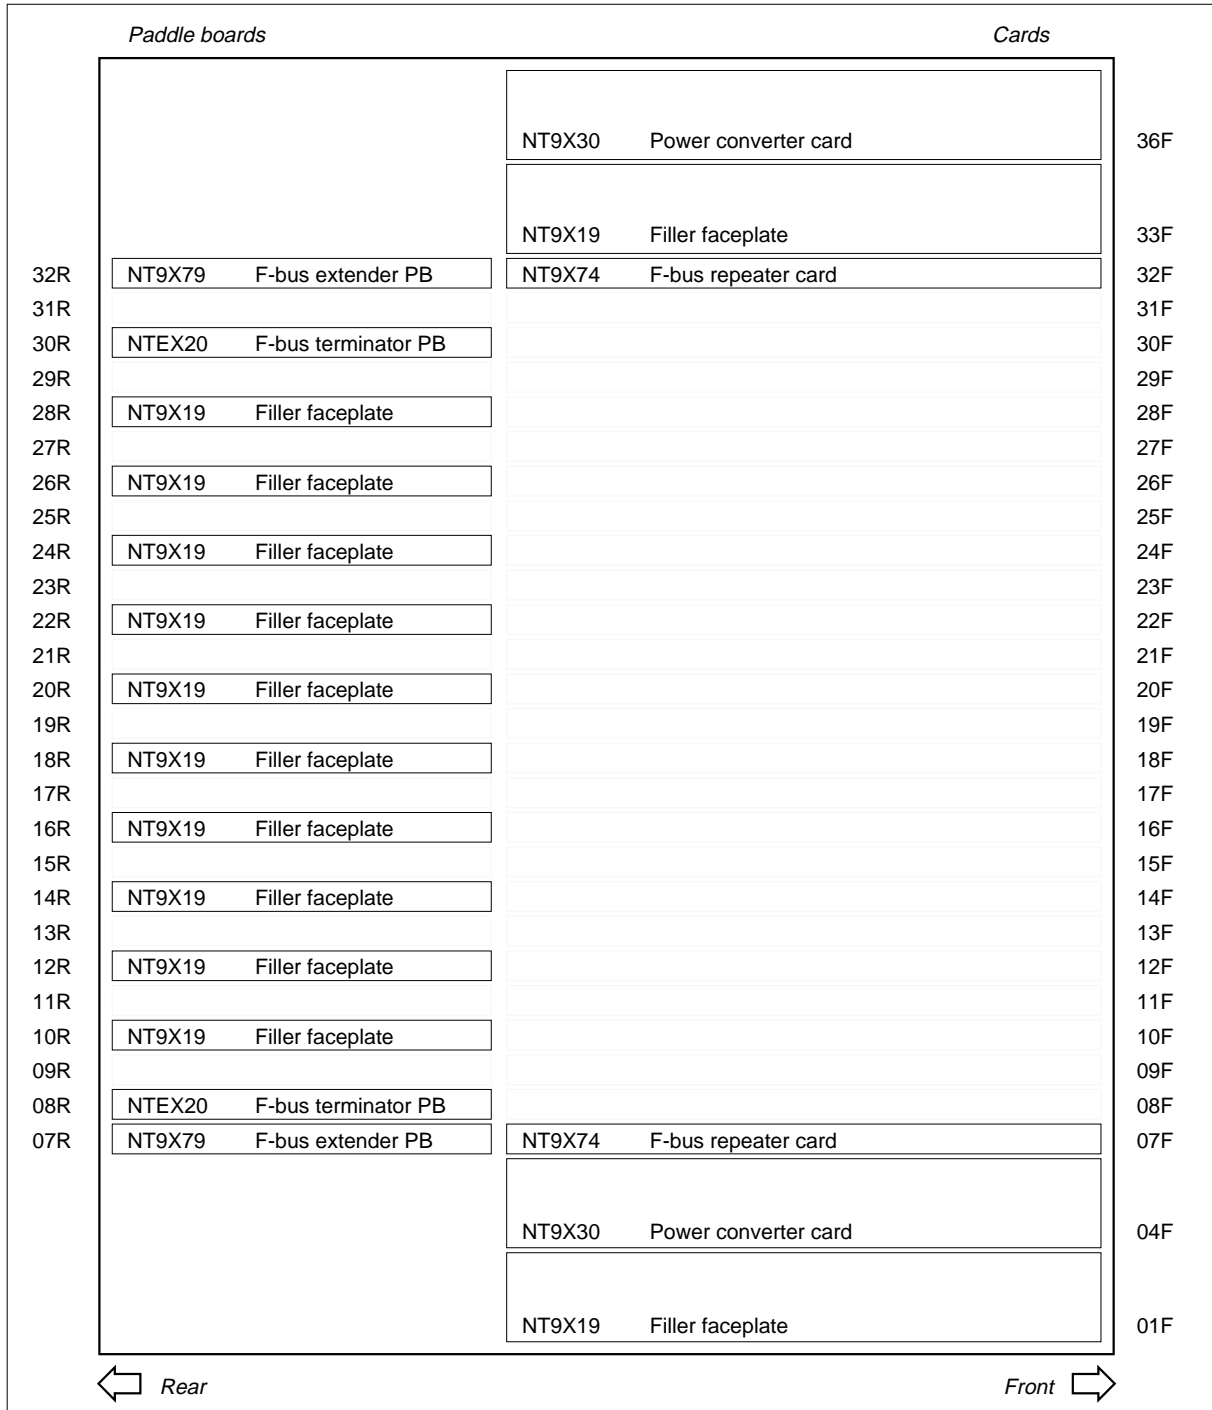 Paddle boards Cards
NT9X30 Power converter card 36F
NT9X19 Filler faceplate 33F
32R NT9X79 F-bus extender PB NT9X74 F-bus repeater card 32F
31R 31F
30R NTEX20 F-bus terminator PB 30F
29R 29F
28R NT9X19 Filler faceplate 28F
27R 27F
26R NT9X19 Filler faceplate 26F
25R 25F
24R NT9X19 Filler faceplate 24F
23R 23F
22R NT9X19 Filler faceplate 22F
21R 21F
20R NT9X19 Filler faceplate 20F
19R 19F
18R NT9X19 Filler faceplate 18F
17R 17F
16R NT9X19 Filler faceplate 16F
15R 15F
14R NT9X19 Filler faceplate 14F
13R 13F
12R NT9X19 Filler faceplate 12F
11R 11F
10R NT9X19 Filler faceplate 10F
09R 09F
08R NTEX20 F-bus terminator PB 08F
07R NT9X79 F-bus extender PB NT9X74 F-bus repeater card 07F
NT9X30 Power converter card 04F
NT9X19 Filler faceplate 01F
Rear Front